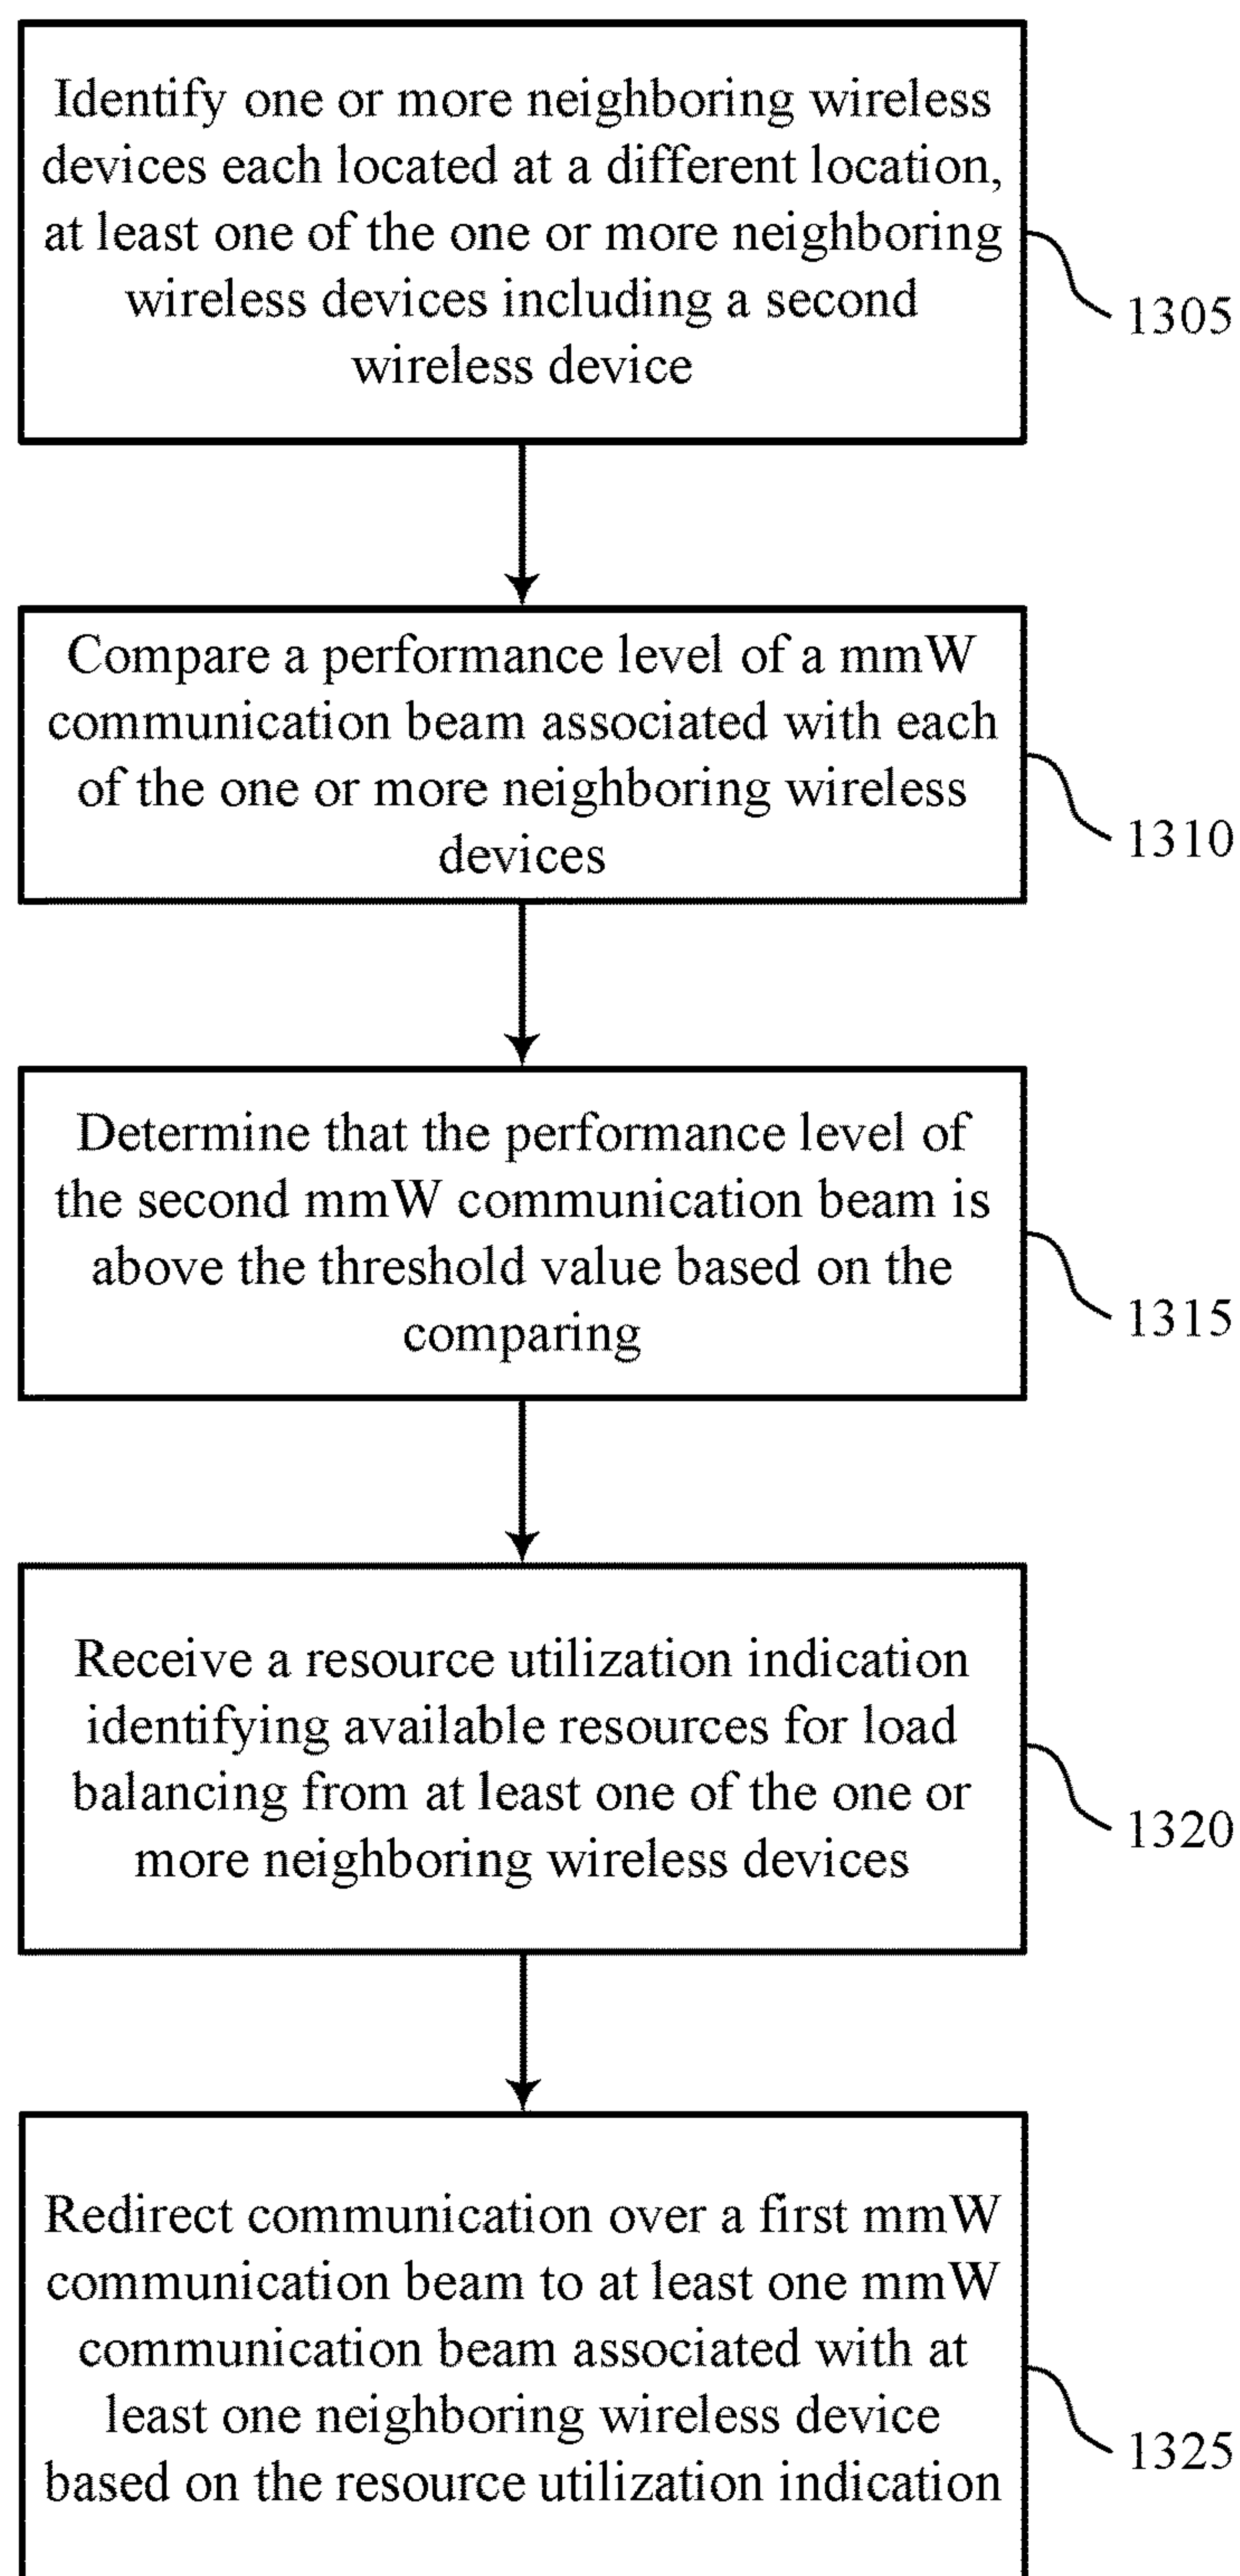 Identify one or more neighboring wireless
devices each located at a different location,
at least one of the one or more neighboring
wireless devices including a second
wireless device
1305
Compare a performance level of a mmW
communication beam associated with each
of the one or more neighboring wireless
devices
1310
Determine that the performance level of
the second mmW communication beam is
above the threshold value based on the
comparing
1315
Receive a resource utilization indication
identifying available resources for load
balancing from at least one of the one or
more neighboring wireless devices
1320
Redirect communication over a first mmW
communication beam to at least one mmW
communication beam associated with at
least one neighboring wireless device
based on the resource utilization indication
1325